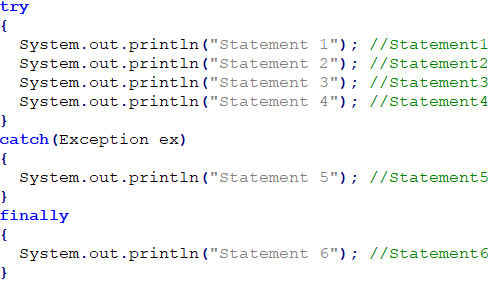 try
{
  System.out.println("Statement 1"); //Statement1
  System.out.println("Statement 2"); //Statement2
  System.out.println("Statement 3"); //Statement3
  System.out.println("Statement 4"); //Statement4
}
catch(Exception ex)
{
  System.out.println("Statement 5"); //Statement5
}
finally
{
  System.out.println("Statement 6"); //Statement6
}